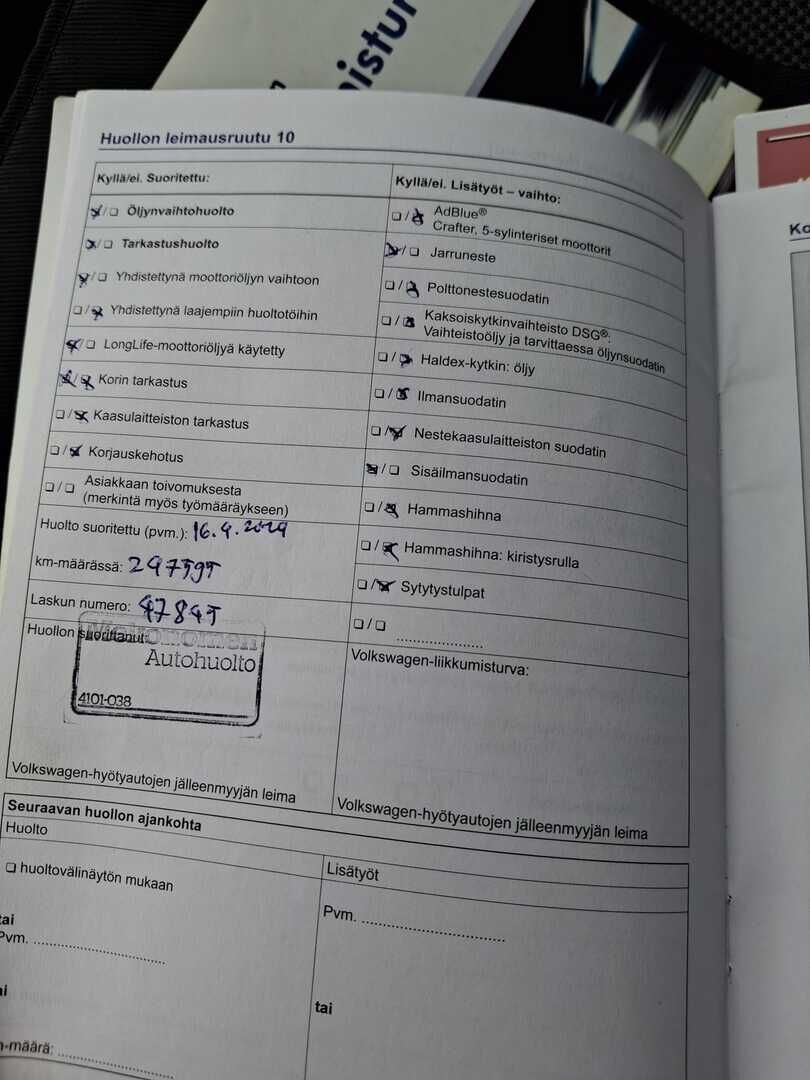 Huollon leimausruutu 10
Kyllä/ei. Suoritettu:
☒/☐ Öljynvaihtohuolto
☒/☐ Tarkastushuolto
☒/☐ Yhdistettynä moottoriöljyn vaihtoon
☐/☒ Yhdistettynä laajempiin huoltotöihin
☒/☐ LongLife-moottoriöljyä käytetty
☒/☒ Korin tarkastus
☐/☒ Kaasulaitteiston tarkastus
☐/☒ Korjauskehotus
☐/☐ Asiakkaan toivomuksesta
(merkintä myös työmääräykseen)
Huolto suoritettu (pvm.):
km-määrässä:
Laskun numero: 47845
Huollon suorittanut:
Mekonomen
Autohuolto
4101-038
Volkswagen-hyötyautojen jälleenmyyjän leima
Kyllä/ei. Lisätyöt – vaihto:
☐/☒ AdBlue®
Crafter, 5-sylinteriset moottorit
☒/☐ Jarruneste
☐/☒ Polttonestesuodatin
☐/☒ Kaksoiskytkinvaihteisto DSG®:
Vaihteistoöljy ja tarvittaessa öljynsuodatin
☐/☒ Haldex-kytkin: öljy
☐/☒ Ilmansuodatin
☐/☒ Nestekaasulaitteiston suodatin
☒/☐ Sisäilmansuodatin
☐/☒ Hammashihna
☐/☒ Hammashihna: kiristysrulla
☐/☒ Sytytystulpat
☐/☐ ....................
Volkswagen-liikkumisturva:
Volkswagen-hyötyautojen jälleenmyyjän leima
Seuraavan huollon ajankohta
Huolto
☐ huoltovälinäytön mukaan
tai
Pvm. ..............................
Lisätyöt
Pvm. ..............................
tai